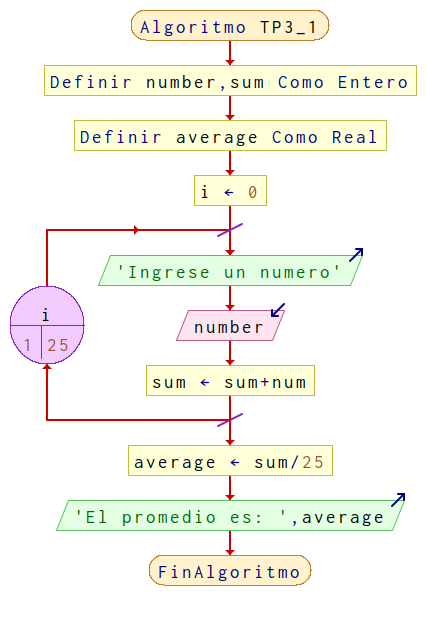 Algoritmo TP3_1
Definir number,sum Como Entero
Definir average Como Real
i ← 0
'Ingrese un numero'
i
1 25
number
sum ← sum+num
average ← sum/25
'El promedio es: ',average
FinAlgoritmo